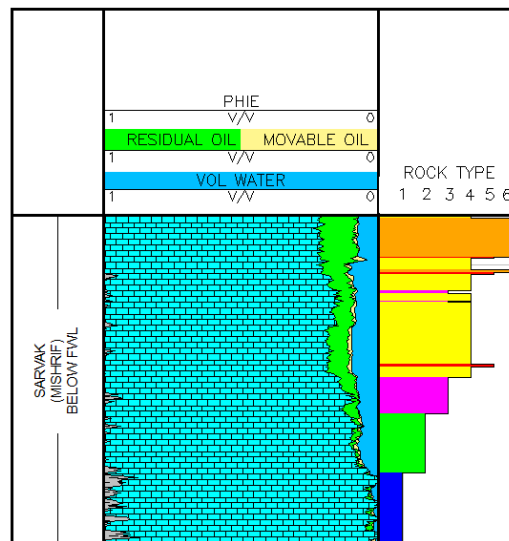 PHIE
1 V/V 0
RESIDUAL OIL MOVABLE OIL
1 V/V 0
VOL WATER
1 V/V 0
ROCK TYPE
1 2 3 4 5 6
SARVAK
(MISHRIF)
BELOW FWL